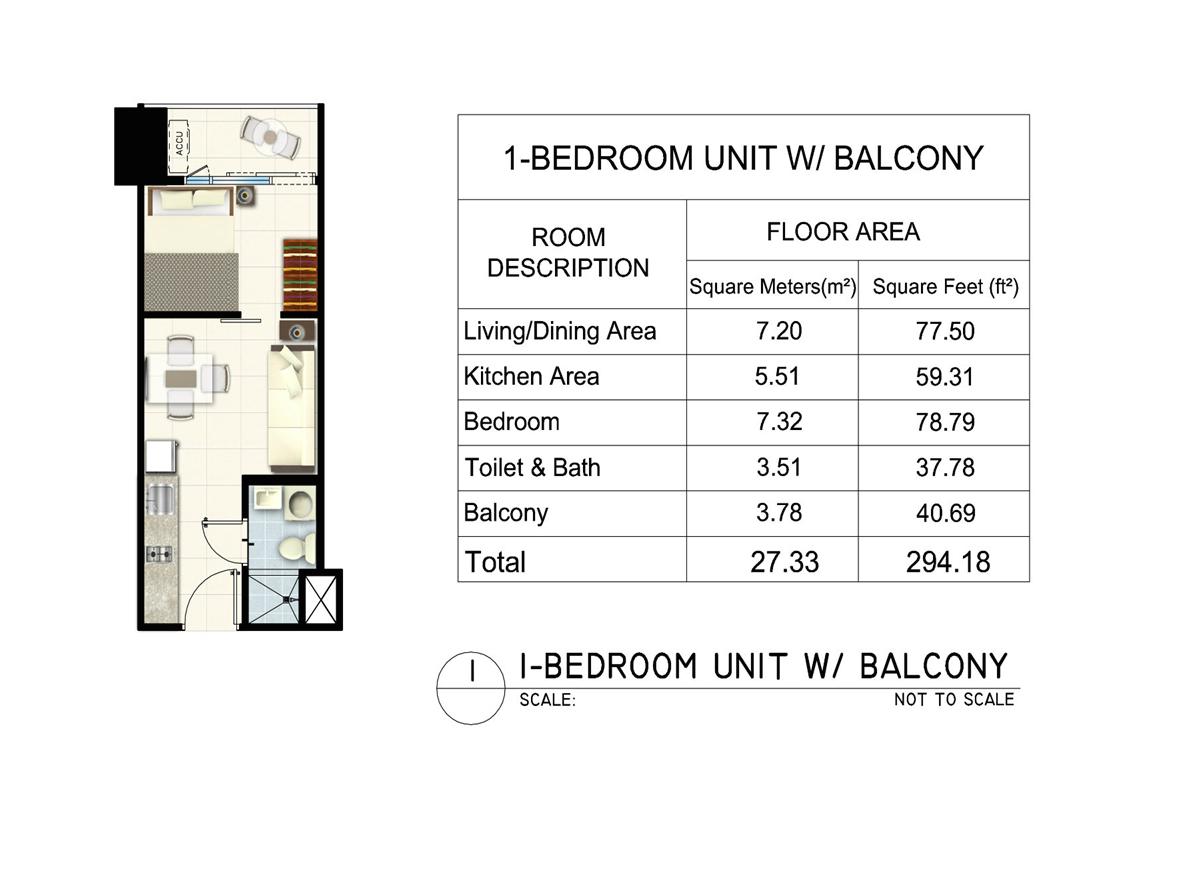 ACCU
1-BEDROOM UNIT W/ BALCONY
ROOM
DESCRIPTION
FLOOR AREA
Square Meters(m²) Square Feet (ft²)
Living/Dining Area 7.20 77.50
Kitchen Area 5.51 59.31
Bedroom 7.32 78.79
Toilet & Bath 3.51 37.78
Balcony 3.78 40.69
Total 27.33 294.18
1
1-BEDROOM UNIT W/ BALCONY
SCALE: NOT TO SCALE